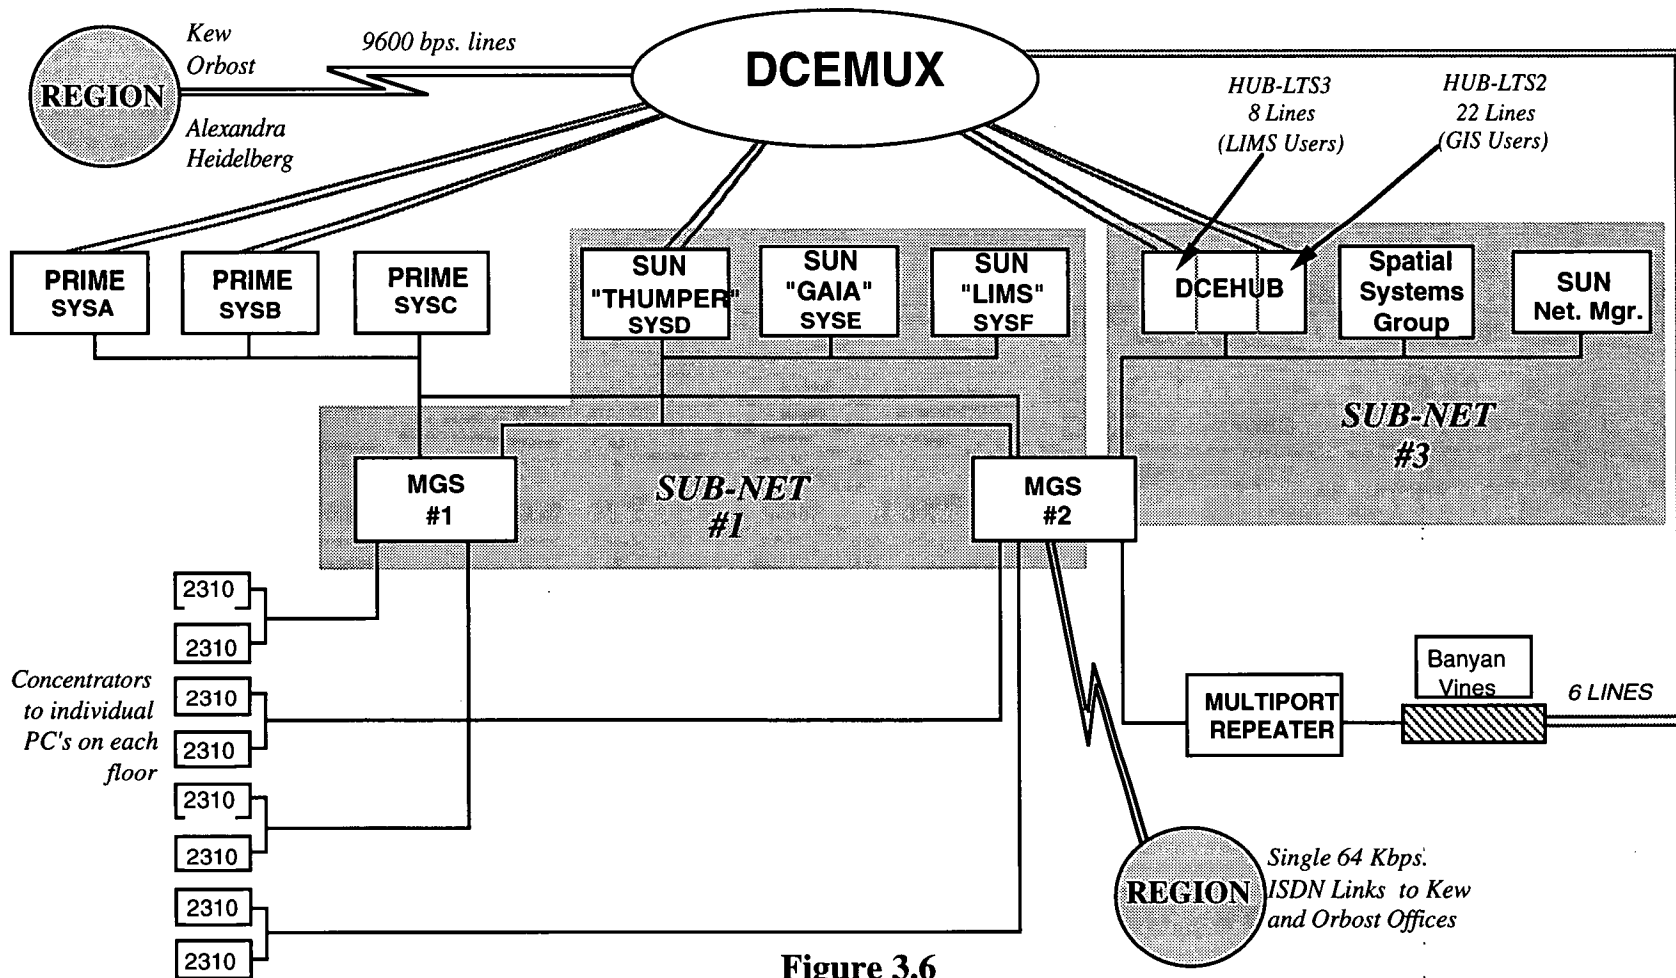 Kew
Orbost
REGION
Alexandra
Heidelberg
9600 bps. lines
DCEMUX
HUB-LTS3
8 Lines
(LIMS Users)
HUB-LTS2
22 Lines
(GIS Users)
PRIME
SYSA
PRIME
SYSB
PRIME
SYSC
SUN
"THUMPER"
SYSD
SUN
"GAIA"
SYSE
SUN
"LIMS"
SYSF
DCEHUB
Spatial
Systems
Group
SUN
Net. Mgr.
SUB-NET
#3
MGS
#1
SUB-NET
#1
MGS
#2
2310
2310
2310
2310
2310
2310
2310
2310
Concentrators
to individual
PC's on each
floor
MULTIPORT
REPEATER
Banyan
Vines
6 LINES
REGION
Single 64 Kbps.
ISDN Links to Kew
and Orbost Offices
Figure 3.6